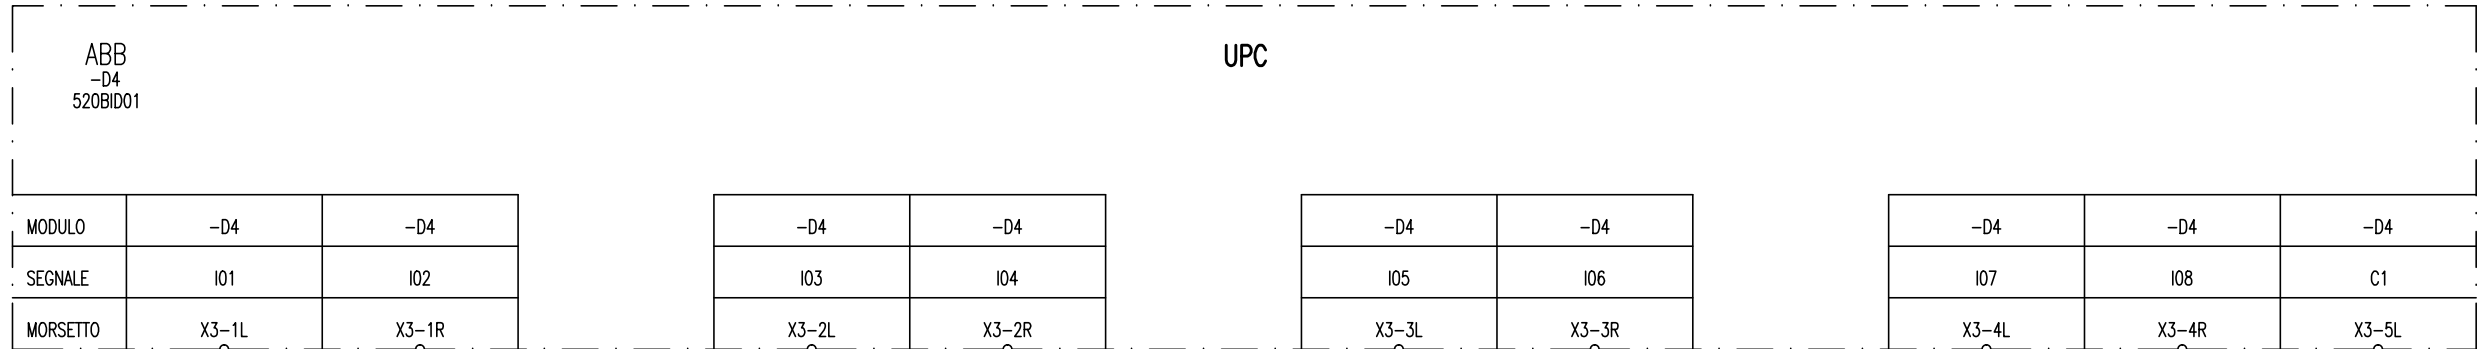 ABB
-D4
520BID01
UPC
MODULO -D4 -D4 -D4 -D4 -D4 -D4 -D4 -D4 -D4
SEGNALE I01 I02 I03 I04 I05 I06 I07 I08 C1
MORSETTO X3-1L X3-1R X3-2L X3-2R X3-3L X3-3R X3-4L X3-4R X3-5L